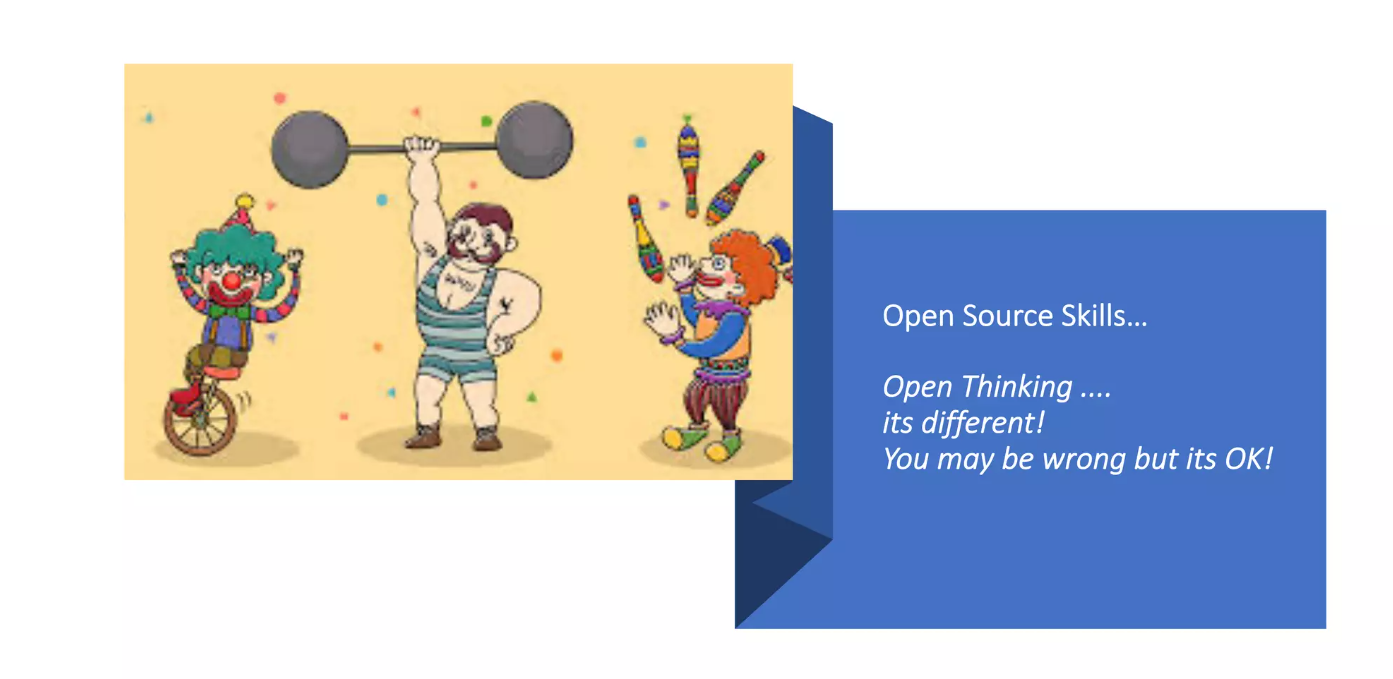 Open Source Skills...
Open Thinking ....
its different!
You may be wrong but its OK!